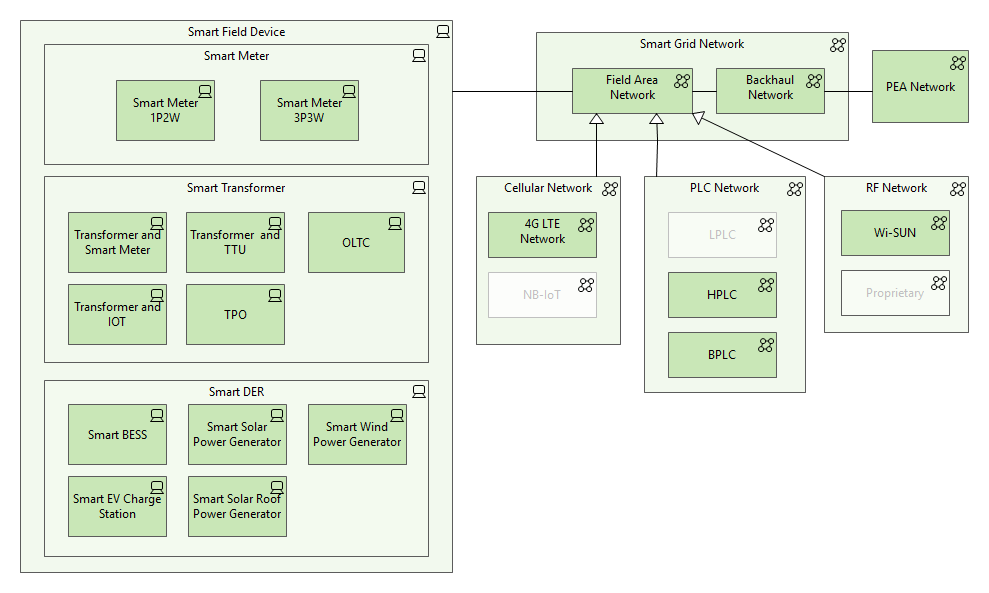 Smart Field Device
Smart Meter
Smart Meter
1P2W
Smart Meter
3P3W
Smart Transformer
Transformer and
Smart Meter
Transformer and
TTU
OLTC
Transformer and
IOT
TPO
Smart DER
Smart BESS
Smart Solar
Power Generator
Smart Wind
Power Generator
Smart EV Charge
Station
Smart Solar Roof
Power Generator
Smart Grid Network
Field Area
Network
Backhaul
Network
PEA Network
Cellular Network
4G LTE
Network
NB-IoT
PLC Network
LPLC
HPLC
BPLC
RF Network
Wi-SUN
Proprietary